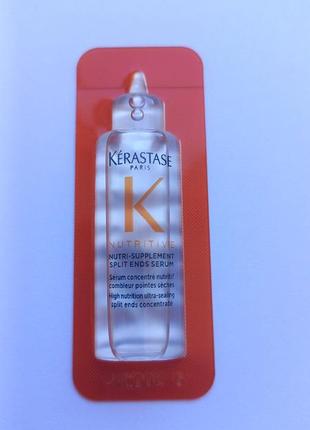 KÉRASTASE
PARIS
K
NUTRITIVE
NUTRI-SUPPLEMENT
SPLIT ENDS SERUM
Sérum concentré nutritif
combleur pointes sèches
High nutrition ultra-sealing
split ends concentrate